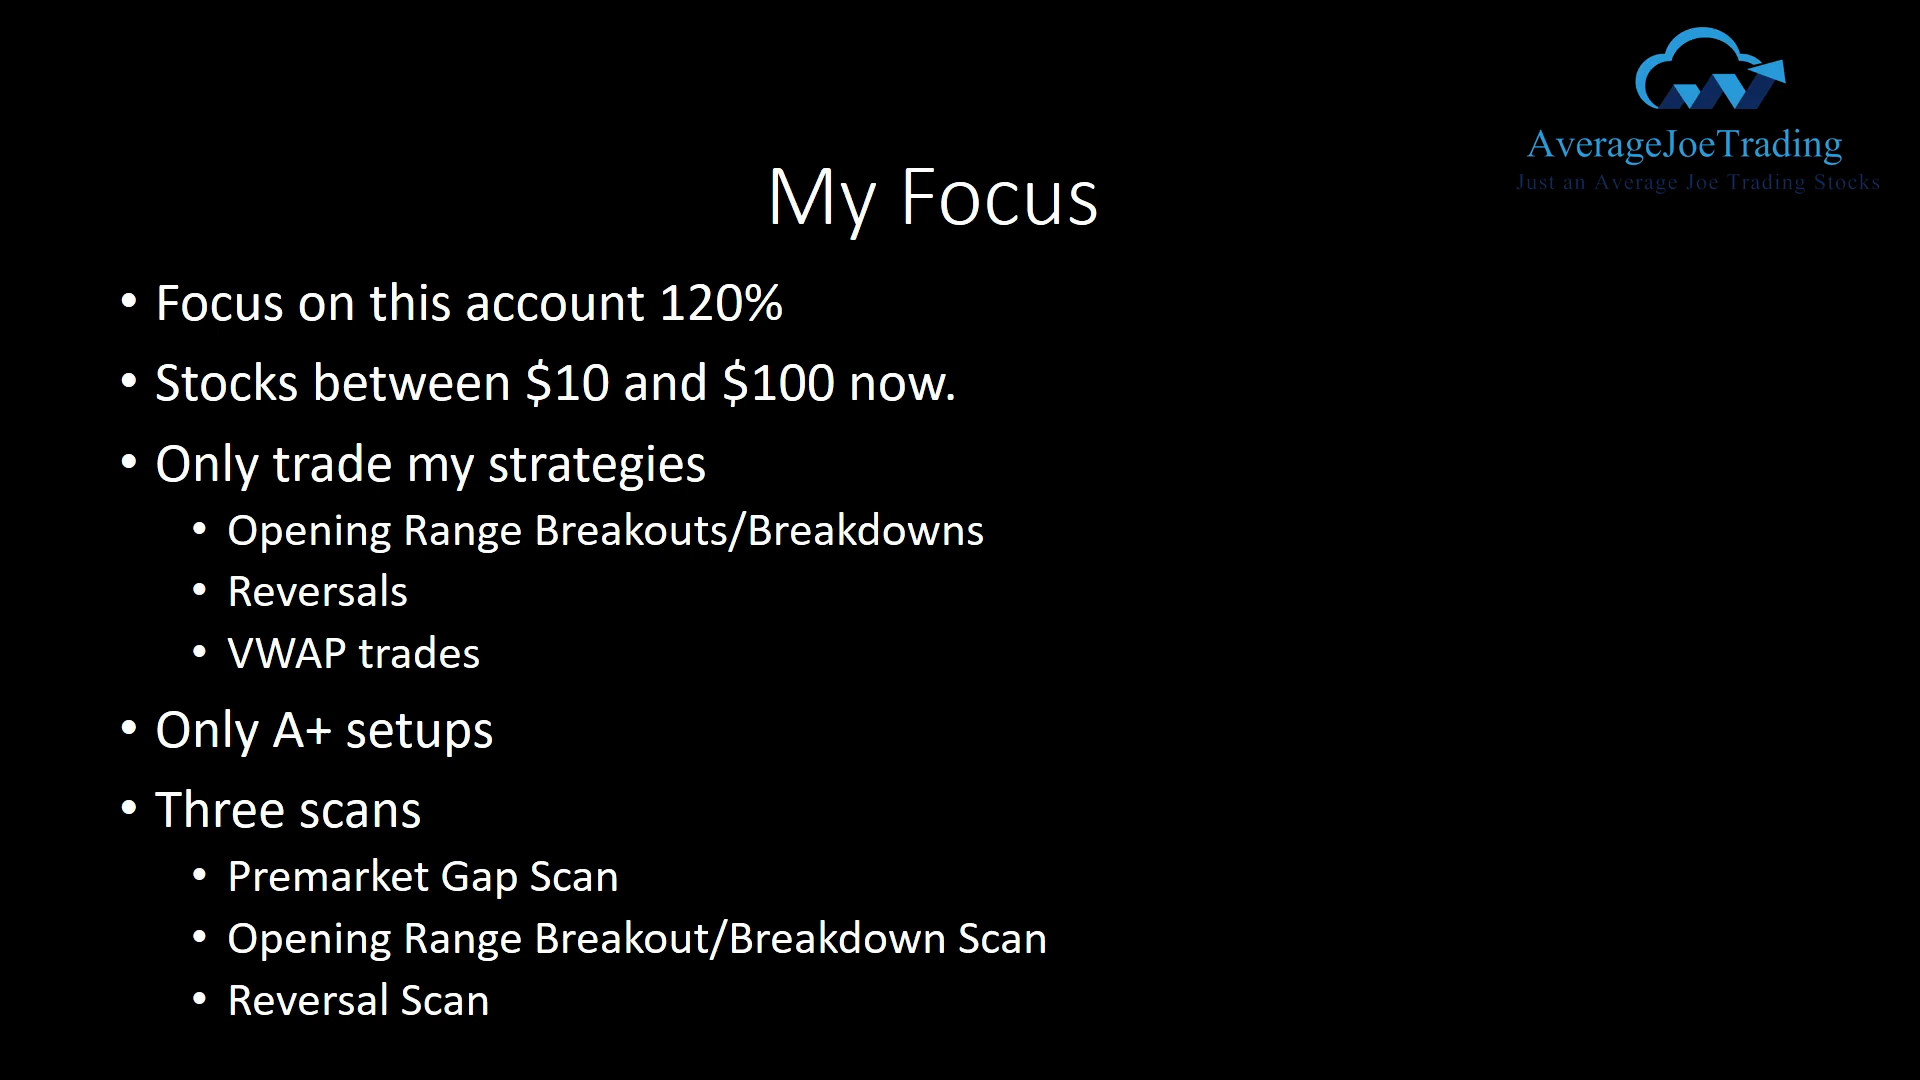 AverageJoeTrading
Just an Average Joe Trading Stocks
My Focus
• Focus on this account 120%
• Stocks between $10 and $100 now.
• Only trade my strategies
• Opening Range Breakouts/Breakdowns
• Reversals
• VWAP trades
• Only A+ setups
• Three scans
• Premarket Gap Scan
• Opening Range Breakout/Breakdown Scan
• Reversal Scan